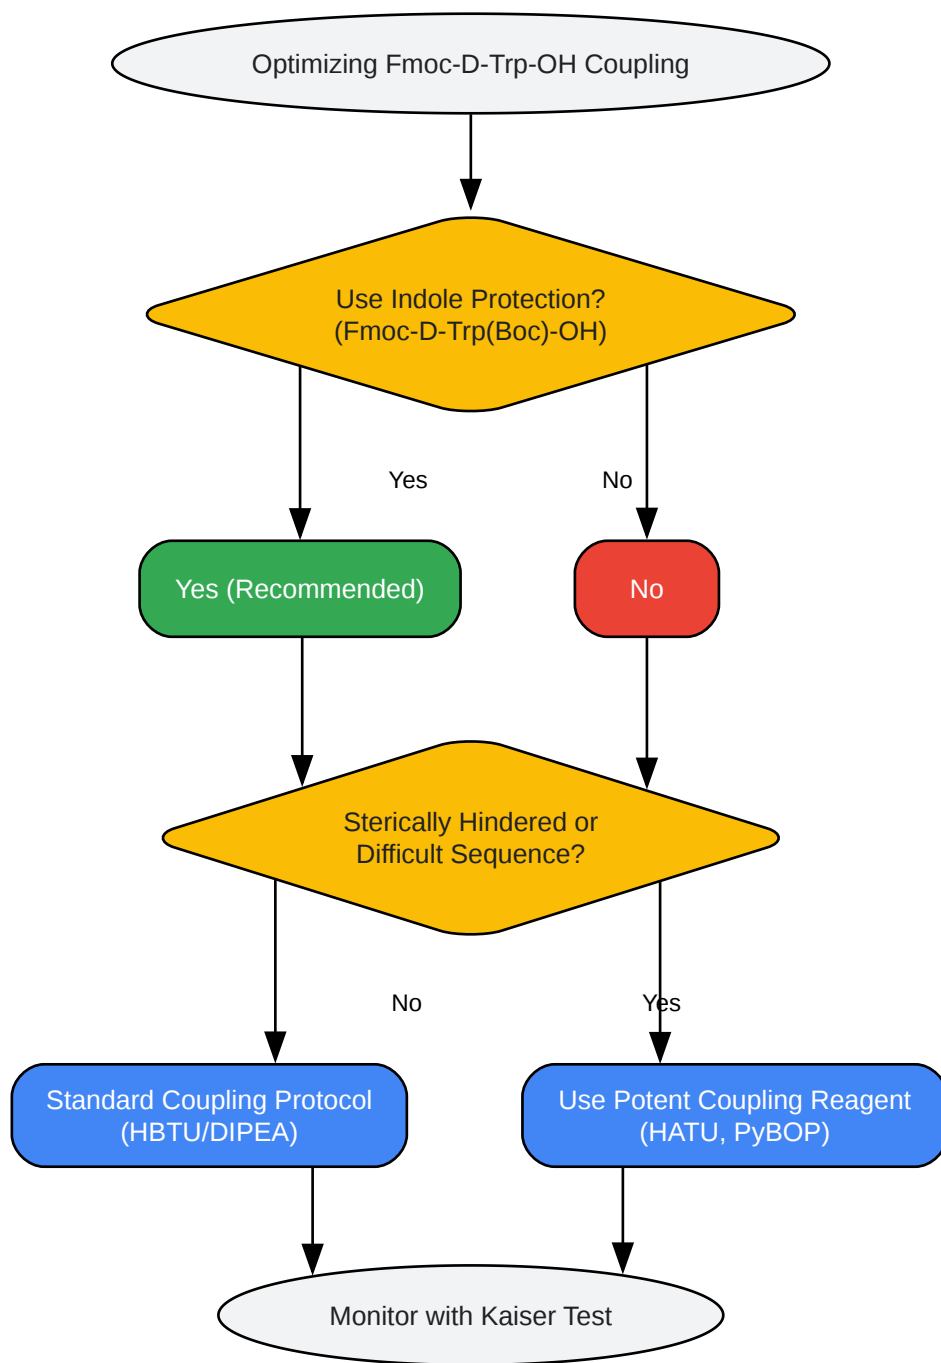 Optimizing Fmoc-D-Trp-OH Coupling
Use Indole Protection?
(Fmoc-D-Trp(Boc)-OH)
Yes
No
Yes (Recommended)
No
Sterically Hindered or
Difficult Sequence?
No
Yes
Standard Coupling Protocol
(HBTU/DIPEA)
Use Potent Coupling Reagent
(HATU, PyBOP)
Monitor with Kaiser Test